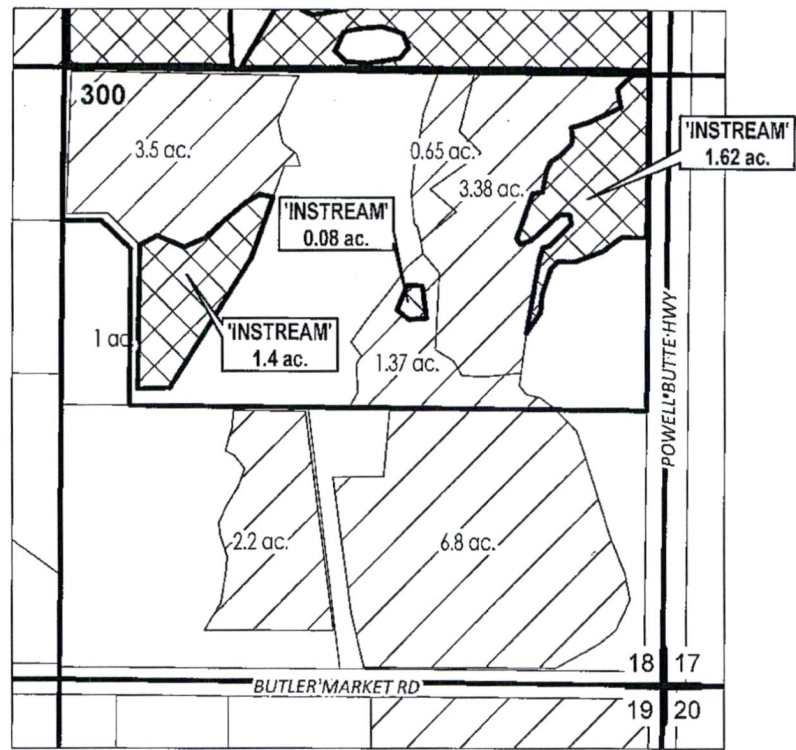 300
3.5 ac.
0.65 ac.
3.38 ac.
'INSTREAM'
1.62 ac.
'INSTREAM'
0.08 ac.
'INSTREAM'
1.4 ac.
1 ac.
1.37 ac.
POWELL BUTTE HWY
2.2 ac.
6.8 ac.
18 17
BUTLER MARKET RD
19 20